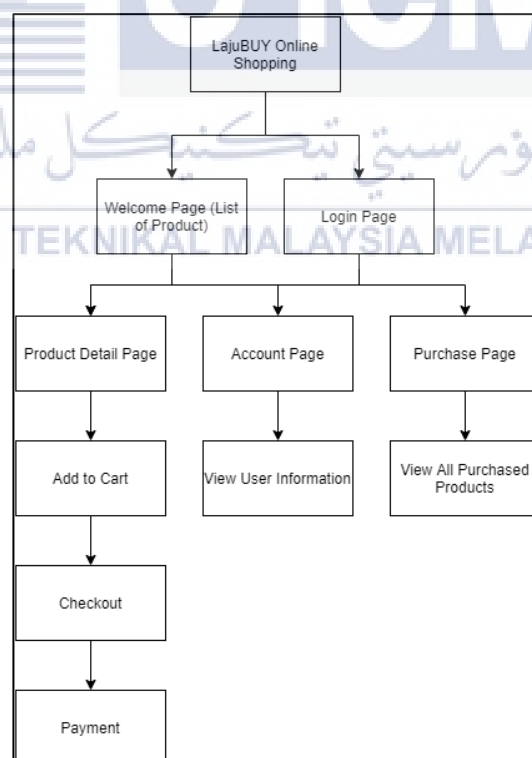 LajuBUY Online
Shopping
Welcome Page (List
of Product)
Login Page
TEKNIKAL MALAYSIA MELA
Product Detail Page
Account Page
Purchase Page
Add to Cart
View User Information
View All Purchased
Products
Checkout
Payment